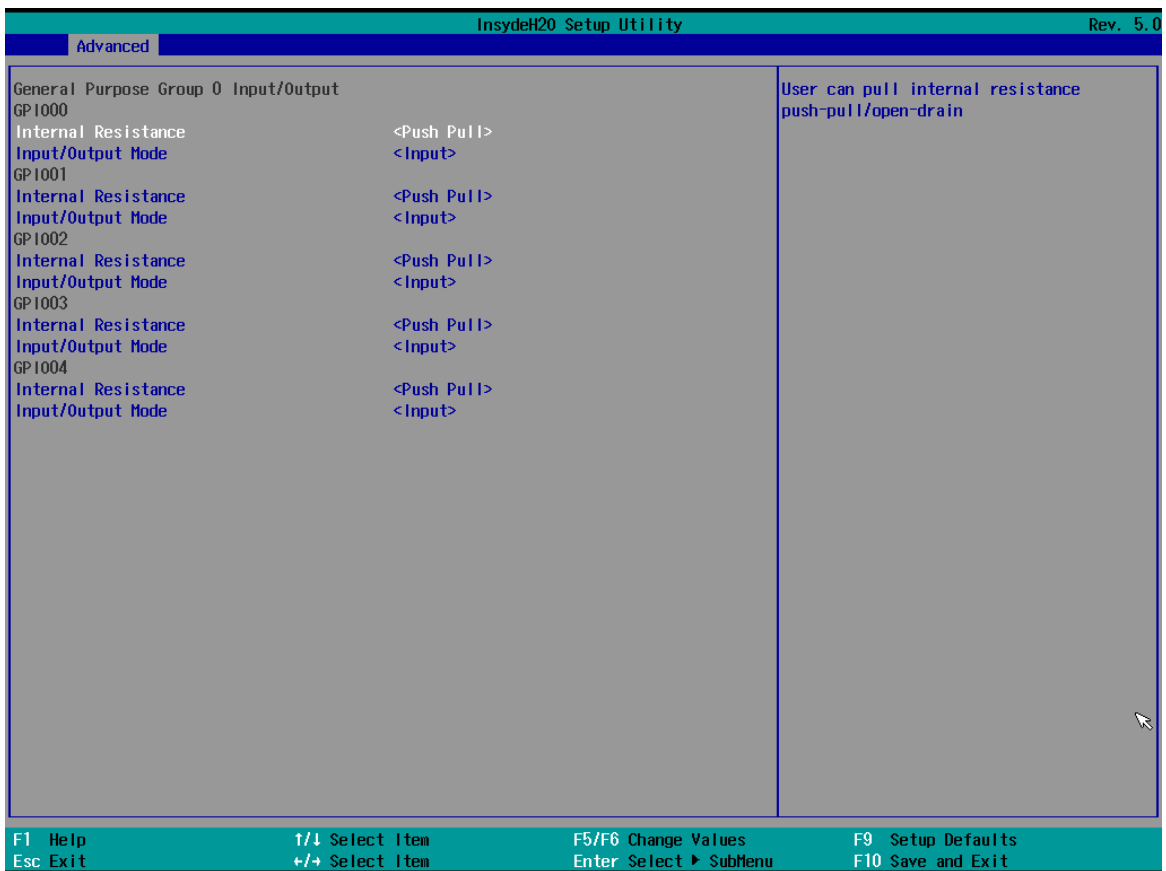 InsydeH20 Setup Utility Rev. 5.0
Advanced
General Purpose Group 0 Input/Output
GPIO00
Internal Resistance <Push Pull>
Input/Output Mode <Input>
GPIO01
Internal Resistance <Push Pull>
Input/Output Mode <Input>
GPIO02
Internal Resistance <Push Pull>
Input/Output Mode <Input>
GPIO03
Internal Resistance <Push Pull>
Input/Output Mode <Input>
GPIO04
Internal Resistance <Push Pull>
Input/Output Mode <Input>
User can pull internal resistance
push-pull/open-drain
F1 Help ↑/↓ Select Item F5/F6 Change Values F9 Setup Defaults
Esc Exit ←/→ Select Item Enter Select ▶ SubMenu F10 Save and Exit